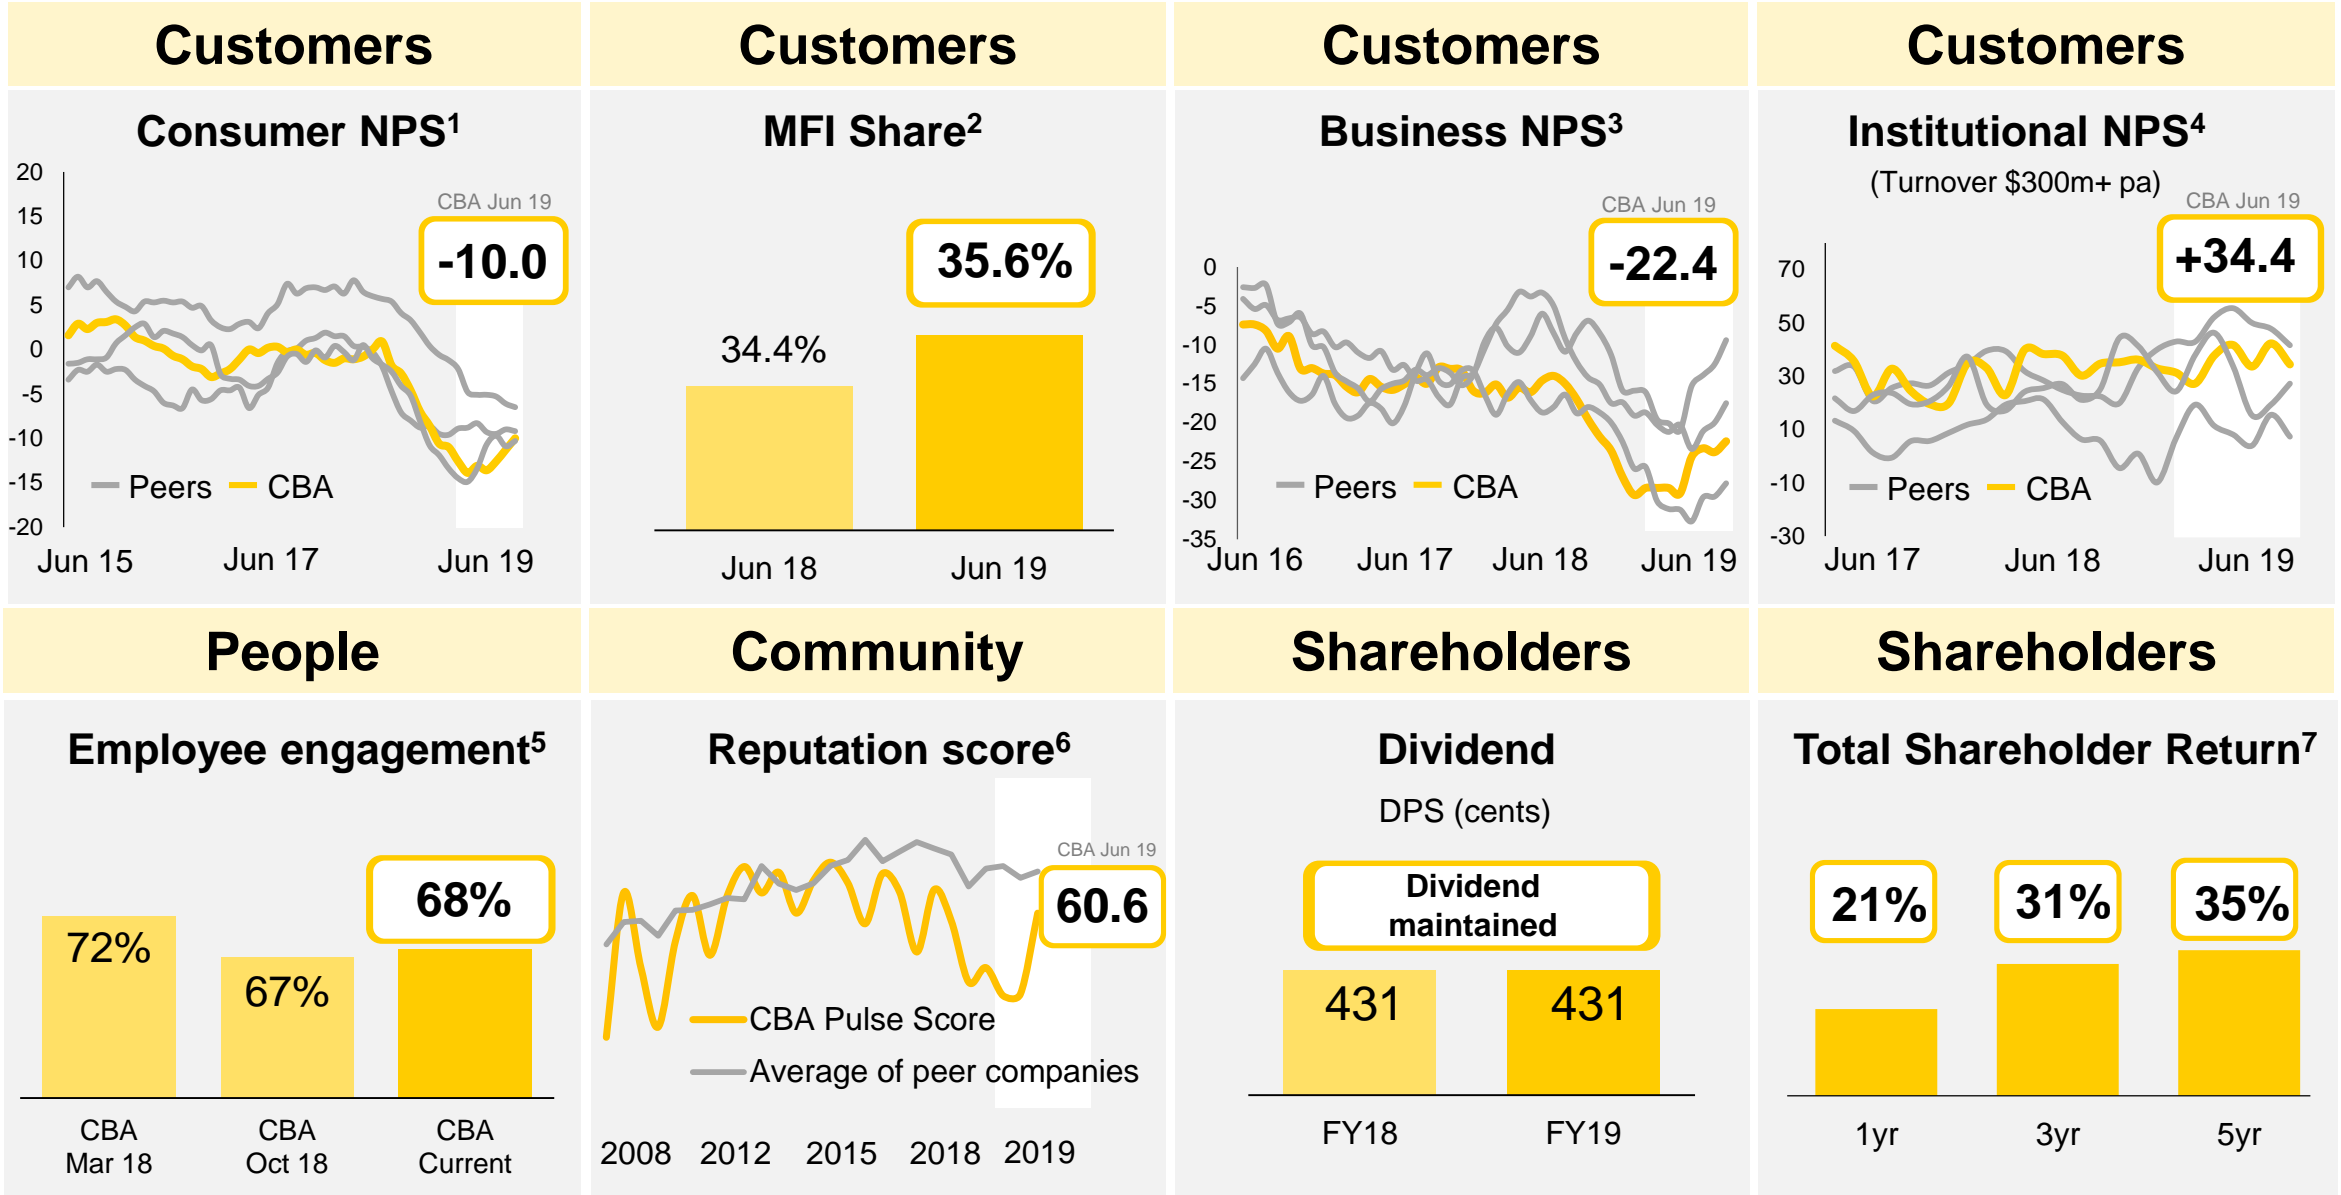 Customers
Customers
Customers
Customers
Consumer NPS1
20
15
10
5
0
-5
-10
-15
-20
CBA Jun 19
-10.0
Peers
CBA
Jun 15
Jun 17
Jun 19
MFI Share2
34.4%
35.6%
Jun 18
Jun 19
Business NPS3
CBA Jun 19
-22.4
0
-5
-10
-15
-20
-25
-30
-35
Peers
CBA
Jun 16
Jun 17
Jun 18
Jun 19
Institutional NPS4
(Turnover $300m+ pa)
CBA Jun 19
+34.4
70
50
30
10
-10
-30
Peers
CBA
Jun 17
Jun 18
Jun 19
People
Community
Shareholders
Shareholders
Employee engagement5
72%
67%
68%
CBA
Mar 18
CBA
Oct 18
CBA
Current
Reputation score6
CBA Jun 19
60.6
CBA Pulse Score
Average of peer companies
2008
2012
2015
2018
2019
Dividend
DPS (cents)
Dividend
maintained
431
431
FY18
FY19
Total Shareholder Return7
21%
31%
35%
1yr
3yr
5yr